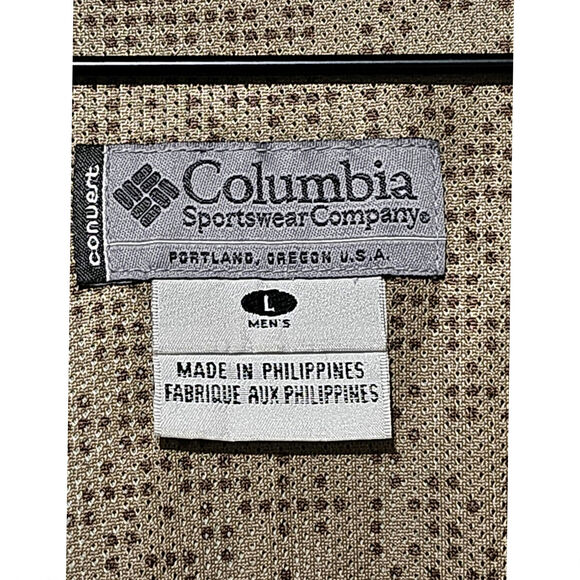 convert
Columbia
Sportswear Company®
PORTLAND, OREGON U.S.A.
L
MEN'S
MADE IN PHILIPPINES
FABRIQUE AUX PHILIPPINES